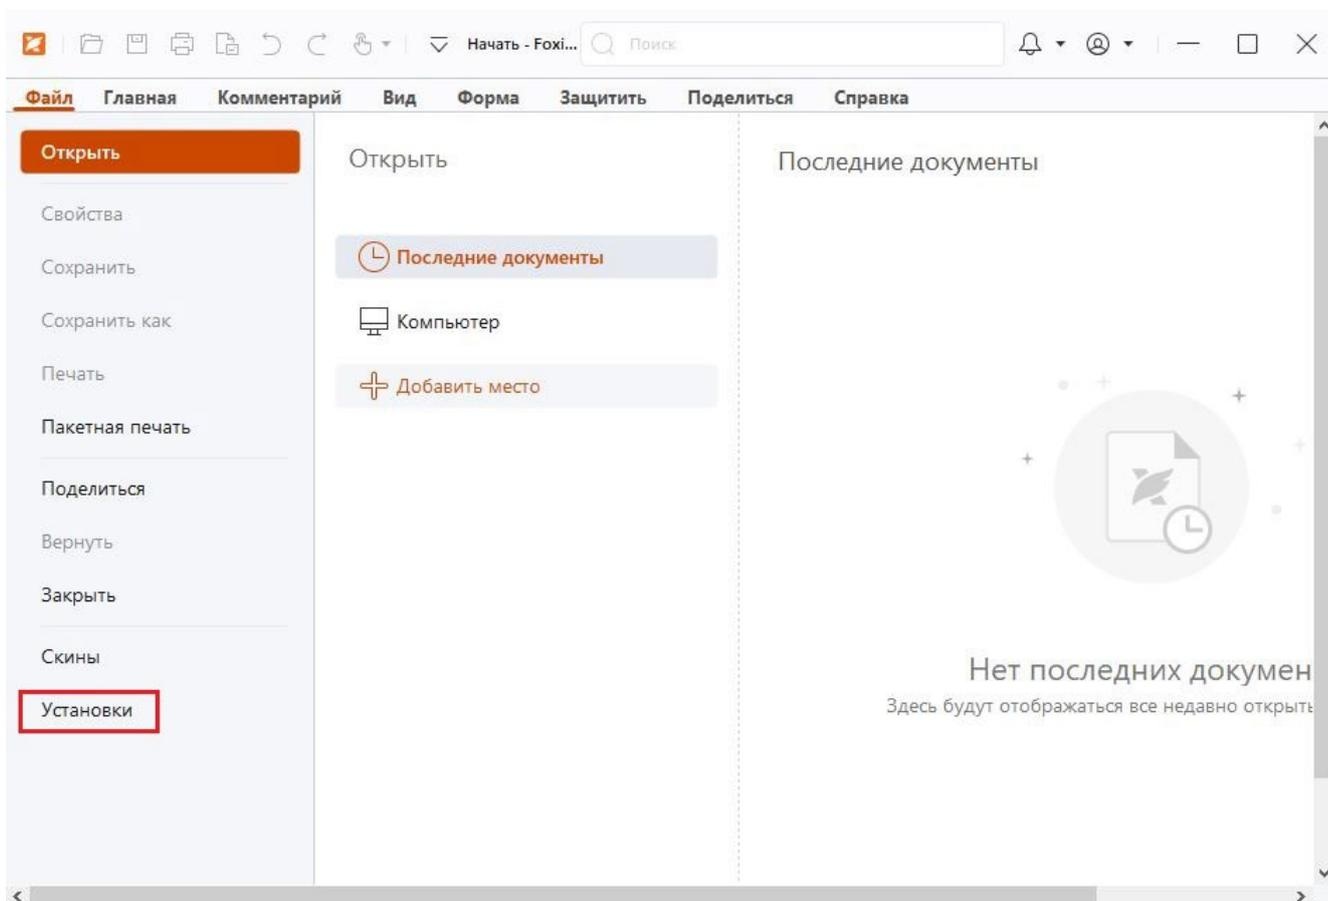 Начать - Foxi...
Поиск
Файл Главная Комментарий Вид Форма Защитить Поделиться Справка
Открыть
Свойства
Сохранить
Сохранить как
Печать
Пакетная печать
Поделиться
Вернуть
Закрыть
Скины
Установки
Открыть
Последние документы
Компьютер
Добавить место
Последние документы
Нет последних докумен
Здесь будут отображаться все недавно открыть